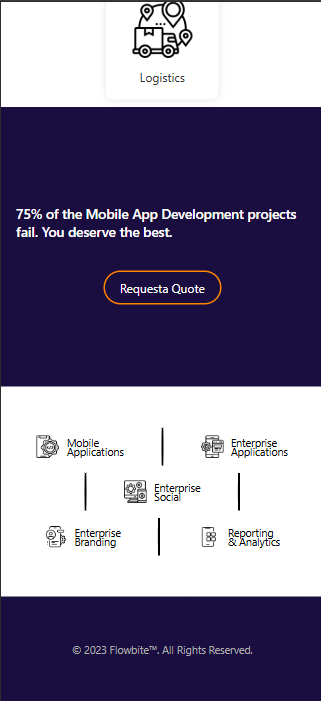 Logistics
75% of the Mobile App Development projects
fail. You deserve the best.
Requesta Quote
Mobile
Applications
Enterprise
Applications
Enterprise
Social
Enterprise
Branding
Reporting
& Analytics
© 2023 Flowbite™. All Rights Reserved.